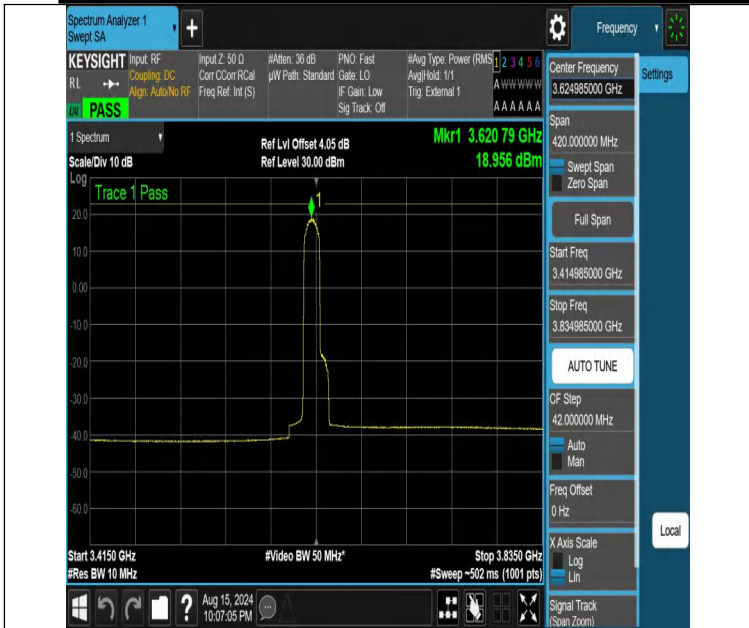 Spectrum Analyzer 1
Swept SA
+
Frequency
KEYSIGHT
RL
PASS
Input: RF
Coupling: DC
Align: Auto/No RF
Input Z: 50 Ω
Corr CCorr RCal
Freq Ref: Int (S)
#Atten: 36 dB
µW Path: Standard
PNO: Fast
Gate: LO
IF Gain: Low
Sig Track: Off
#Avg Type: Power (RMS
Avg|Hold: 1/1
Trig: External 1
1 2 3 4 5 6
A W W W W W
A A A A A A
Center Frequency
3.624985000 GHz
Settings
Span
420.000000 MHz
Swept Span
Zero Span
Full Span
Start Freq
3.414985000 GHz
Stop Freq
3.834985000 GHz
AUTO TUNE
CF Step
42.000000 MHz
Auto
Man
Freq Offset
0 Hz
X Axis Scale
Log
Lin
Local
Signal Track
(Span Zoom)
1 Spectrum
Scale/Div 10 dB
Ref Lvl Offset 4.05 dB
Ref Level 30.00 dBm
Mkr1 3.620 79 GHz
18.956 dBm
Log
Trace 1 Pass
1
20.0
10.0
0.00
-10.0
-20.0
-30.0
-40.0
-50.0
-60.0
Start 3.4150 GHz
#Res BW 10 MHz
#Video BW 50 MHz*
Stop 3.8350 GHz
#Sweep ~502 ms (1001 pts)
?
Aug 15, 2024
10:07:05 PM